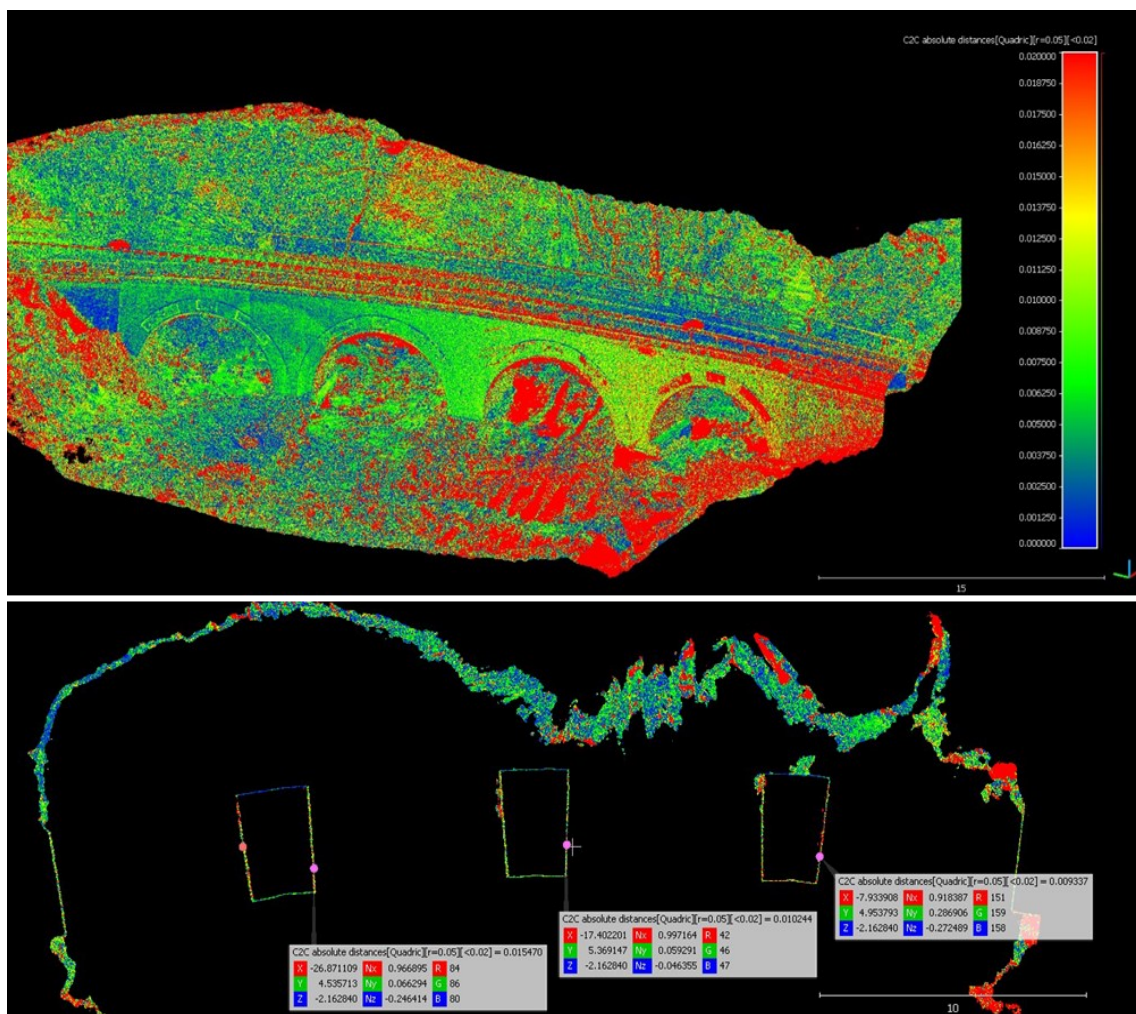 C2C absolute distances[Quadric][r=0.05][<0.02]
0.020000
0.018750
0.017500
0.016250
0.015000
0.013750
0.012500
0.011250
0.010000
0.008750
0.007500
0.006250
0.005000
0.003750
0.002500
0.001250
0.000000
15
C2C absolute distances[Quadric][r=0.05][<0.02] = 0.015470
X -26.871109 Nx 0.966895 R 84
Y 4.535713 Ny 0.066294 G 86
Z -2.162840 Nz -0.246414 B 80
C2C absolute distances[Quadric][r=0.05][<0.02] = 0.010244
X -17.402201 Nx 0.997164 R 42
Y 5.369147 Ny 0.059291 G 46
Z -2.162840 Nz -0.046355 B 47
C2C absolute distances[Quadric][r=0.05][<0.02] = 0.009337
X -7.933908 Nx 0.918387 R 151
Y 4.953793 Ny 0.286906 G 159
Z -2.162840 Nz -0.272489 B 158
10